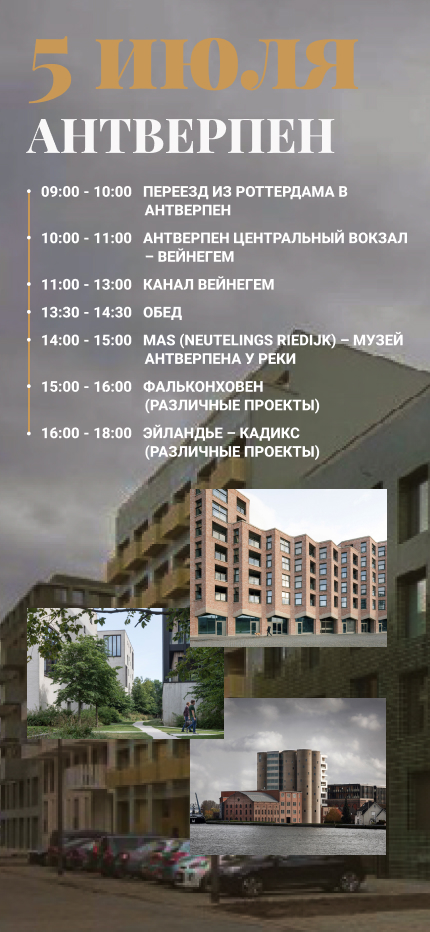 5 ИЮЛЯ
АНТВЕРПЕН
09:00 - 10:00 ПЕРЕЕЗД ИЗ РОТТЕРДАМА В
АНТВЕРПЕН
10:00 - 11:00 АНТВЕРПЕН ЦЕНТРАЛЬНЫЙ ВОКЗАЛ
– ВЕЙНЕГЕМ
11:00 - 13:00 КАНАЛ ВЕЙНЕГЕМ
13:30 - 14:30 ОБЕД
14:00 - 15:00 MAS (NEUTELINGS RIEDIJK) – МУЗЕЙ
АНТВЕРПЕНА У РЕКИ
15:00 - 16:00 ФАЛЬКОНХОВЕН
(РАЗЛИЧНЫЕ ПРОЕКТЫ)
16:00 - 18:00 ЭЙЛАНДЬЕ – КАДИКС
(РАЗЛИЧНЫЕ ПРОЕКТЫ)